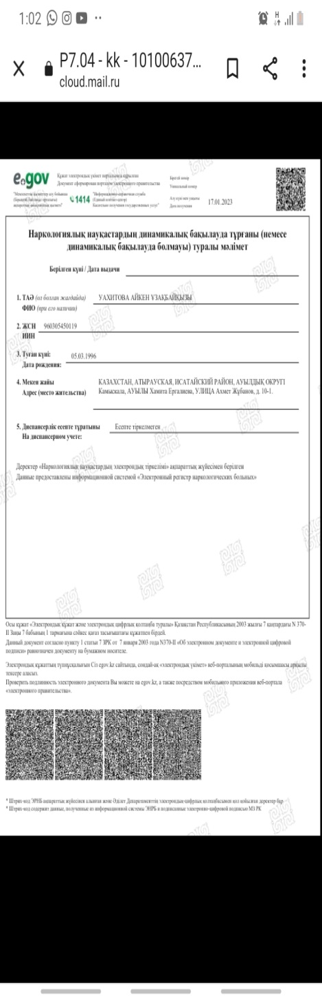 1:02
P7.04 - kk - 10100637...
cloud.mail.ru
e.gov
Құжат электрондық үкімет порталымен құрылған
Документ сформирован порталом электронного правительства
"Мемлекеттік қызметтер алу бойынша
(Бірыңғай байланыс орталығы)
ақпараттық анықтамалық қызметі"
1414
"Информационно-справочная служба
(Единый контакт-центр)
Касательно получения государственных услуг"
Бірегей нөмір
Уникальный номер
Алу күні мен уақыты
Дата получения
17.01.2023
Наркологиялық науқастардың динамикалық бақылауда тұрғаны (немесе
динамикалық бақылауда болмауы) туралы мәлімет
Берілген күні / Дата выдачи
1. ТАӘ (ол болған жағдайда) УАХИТОВА АЙКЕН ҰЗАҚБАЙҚЫЗЫ
ФИО (при его наличии)
2. ЖСН 960305450119
ИИН
3. Туған күні: 05.03.1996
Дата рождения:
4. Мекен жайы КАЗАХСТАН, АТЫРАУСКАЯ, ИСАТАЙСКИЙ РАЙОН, АУЫЛДЫҚ ОКРУГІ
Адрес (место жительства) Камыскала, АУЫЛЫ Хамита Ергалиева, УЛИЦА Ахмет Жұбанов, д. 10-1.
5. Диспансерлік есепте тұратыны Есепте тіркелмеген
На диспансерном учете:
Деректер «Наркологиялық науқастардың электрондық тіркелімі» ақпараттық жүйесімен берілген
Данные предоставлены информационной системой «Электронный регистр наркологических больных»
Осы құжат «Электрондық құжат және электрондық цифрлық қолтаңба туралы» Қазақстан Республикасының 2003 жылғы 7 қаңтардағы N 370-
II Заңы 7 бабының 1 тармағына сәйкес қағаз тасығыштағы құжатпен бірдей.
Данный документ согласно пункту 1 статьи 7 ЗРК от 7 января 2003 года N370-II «Об электронном документе и электронной цифровой
подписи» равнозначен документу на бумажном носителе.
Электрондық құжаттың түпнұсқалығын Сіз egov.kz сайтында, сондай-ақ «электрондық үкімет» веб-порталының мобильді қосымшасы арқылы
тексере аласыз.
Проверить подлинность электронного документа Вы можете на egov.kz, а также посредством мобильного приложения веб-портала
«электронного правительства».
* Штрих-код ЭРНБ ақпараттық жүйесінен алынған және Әділет Департаментінің электрондық-цифрлық қолтаңбасымен қол қойылған деректер бар
* Штрих-код содержит данные, полученные из информационной системы ЭНРБ и подписанные электронно-цифровой подписью МЗ РК